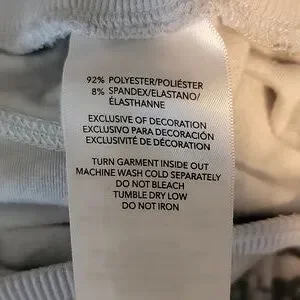 92% POLYESTER/POLIÉSTER
8% SPANDEX/ELASTANO/
ÉLASTHANNE
EXCLUSIVE OF DECORATION
EXCLUSIVO PARA DECORACIÓN
EXCLUSIVITÉ DE DÉCORATION
TURN GARMENT INSIDE OUT
MACHINE WASH COLD SEPARATELY
DO NOT BLEACH
TUMBLE DRY LOW
DO NOT IRON